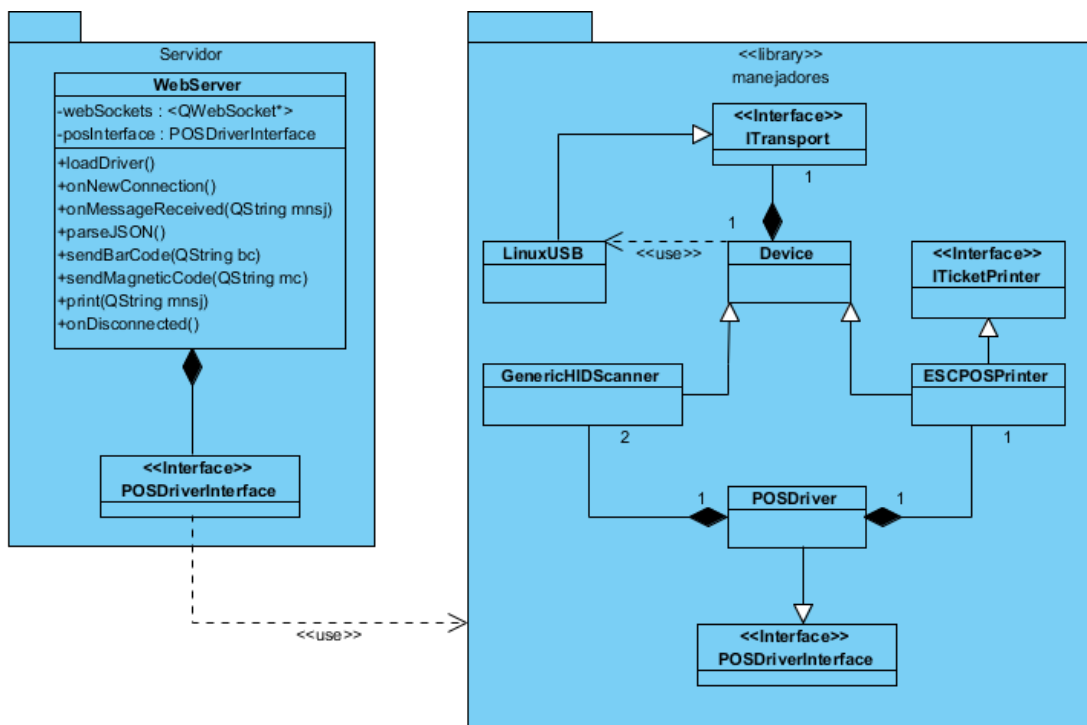 Servidor
WebServer
-webSockets : <QWebSocket*>
-posInterface : POSDriverInterface
+loadDriver()
+onNewConnection()
+onMessageReceived(QString mnsj)
+parseJSON()
+sendBarCode(QString bc)
+sendMagneticCode(QString mc)
+print(QString mnsj)
+onDisconnected()
<<Interface>>
POSDriverInterface
<<use>>
<<library>>
manejadores
<<Interface>>
ITransport
1
1
LinuxUSB
<<use>>
Device
<<Interface>>
ITicketPrinter
GenericHIDScanner
2
ESCPOSPrinter
1
1
POSDriver
1
<<Interface>>
POSDriverInterface